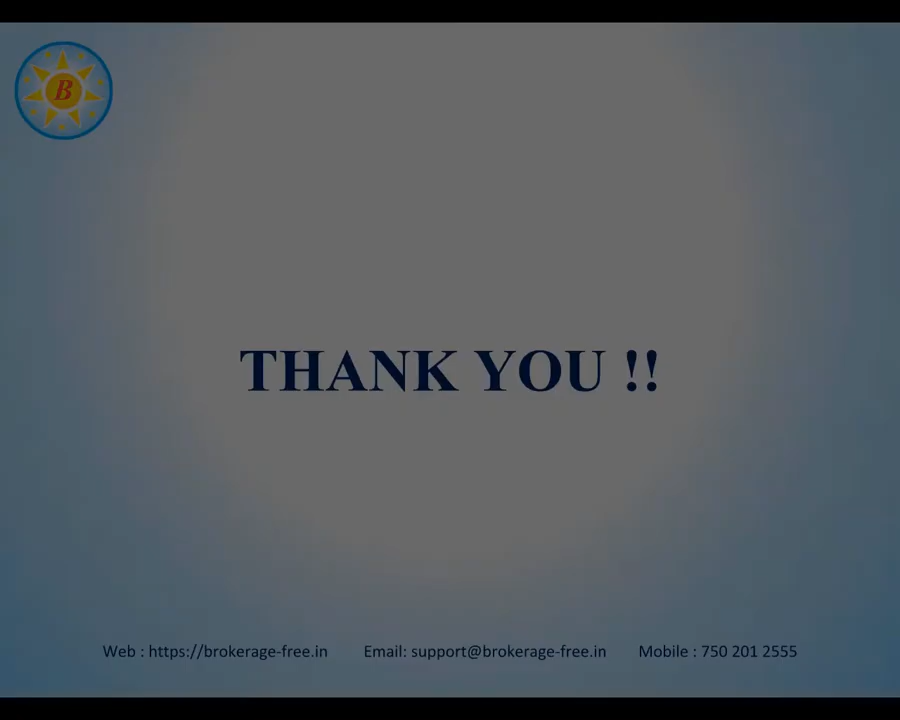 B
THANK YOU !!
Web : https://brokerage-free.in Email: support@brokerage-free.in Mobile : 750 201 2555